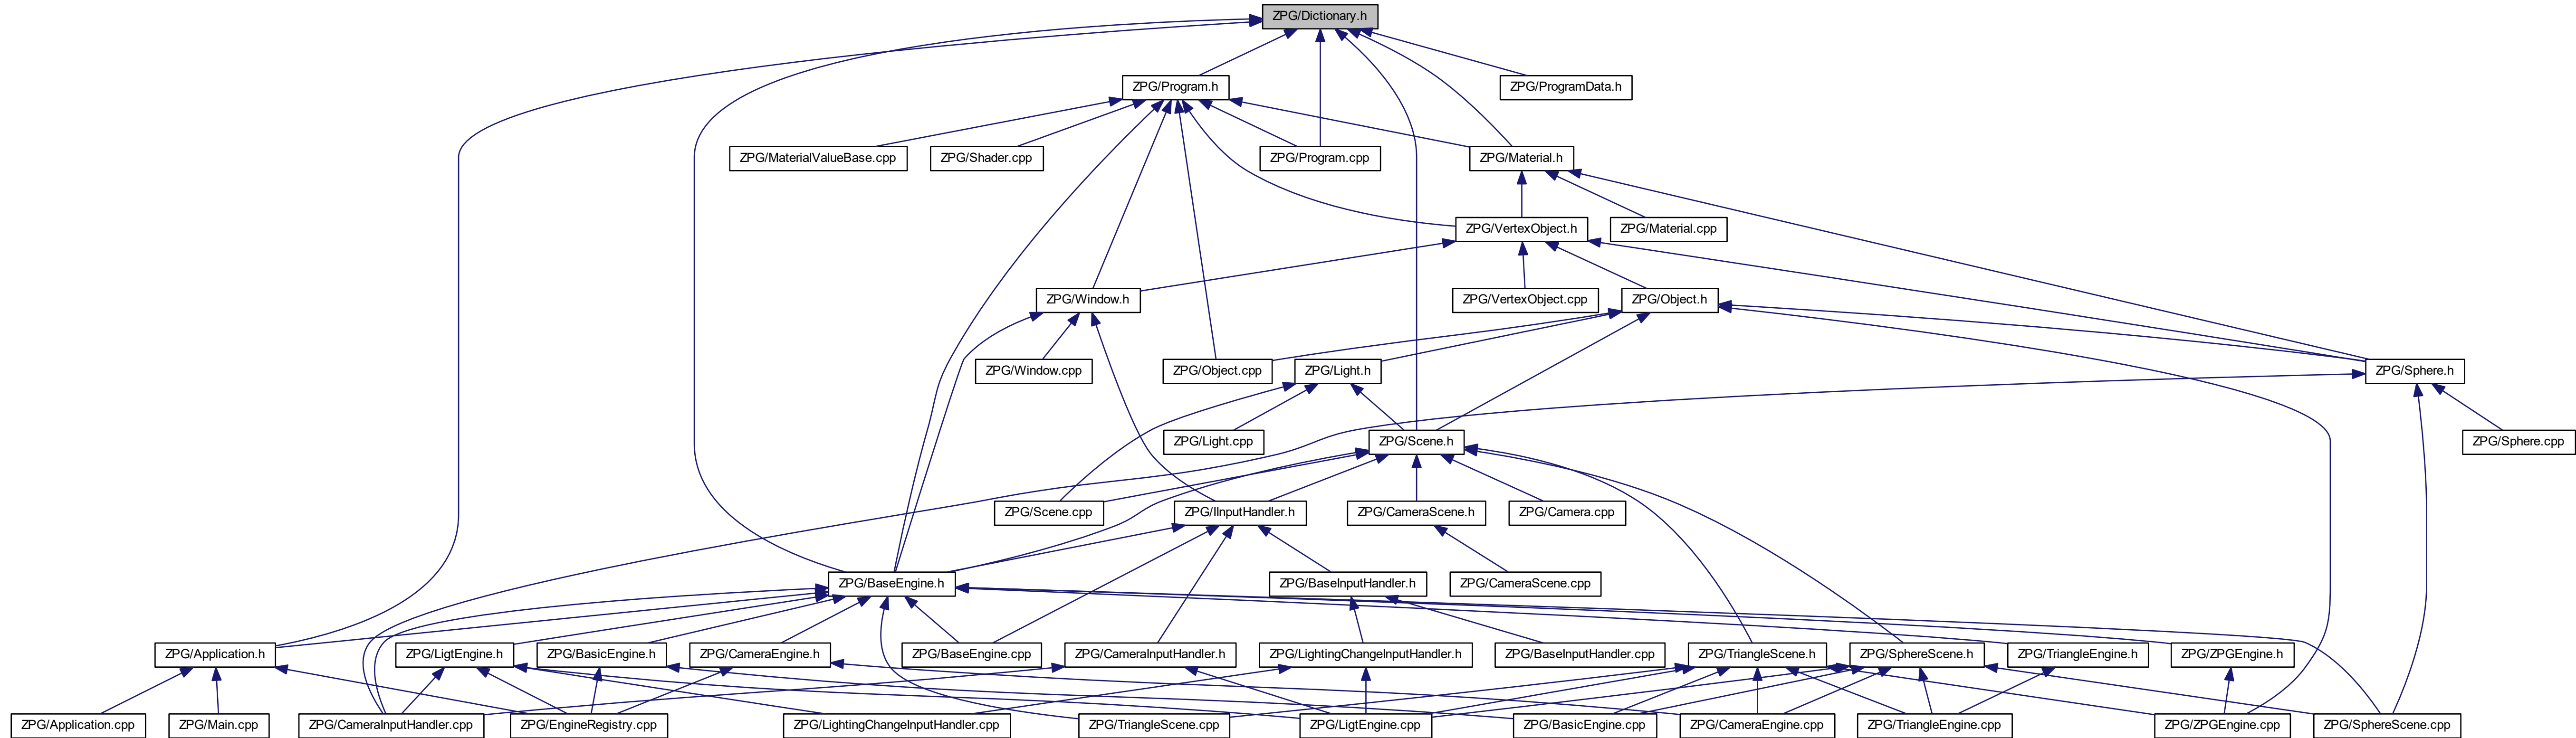 ZPG/Dictionary.h
ZPG/Program.h
ZPG/ProgramData.h
ZPG/MaterialValueBase.cpp
ZPG/Shader.cpp
ZPG/Program.cpp
ZPG/Material.h
ZPG/VertexObject.h
ZPG/Material.cpp
ZPG/Window.h
ZPG/VertexObject.cpp
ZPG/Object.h
ZPG/Window.cpp
ZPG/Object.cpp
ZPG/Light.h
ZPG/Sphere.h
ZPG/Light.cpp
ZPG/Scene.h
ZPG/Sphere.cpp
ZPG/Scene.cpp
ZPG/IInputHandler.h
ZPG/CameraScene.h
ZPG/Camera.cpp
ZPG/BaseEngine.h
ZPG/BaseInputHandler.h
ZPG/CameraScene.cpp
ZPG/Application.h
ZPG/LigtEngine.h
ZPG/BasicEngine.h
ZPG/CameraEngine.h
ZPG/BaseEngine.cpp
ZPG/CameraInputHandler.h
ZPG/LightingChangeInputHandler.h
ZPG/BaseInputHandler.cpp
ZPG/TriangleScene.h
ZPG/SphereScene.h
ZPG/TriangleEngine.h
ZPG/ZPGEngine.h
ZPG/Application.cpp
ZPG/Main.cpp
ZPG/CameraInputHandler.cpp
ZPG/EngineRegistry.cpp
ZPG/LightingChangeInputHandler.cpp
ZPG/TriangleScene.cpp
ZPG/LigtEngine.cpp
ZPG/BasicEngine.cpp
ZPG/CameraEngine.cpp
ZPG/TriangleEngine.cpp
ZPG/ZPGEngine.cpp
ZPG/SphereScene.cpp